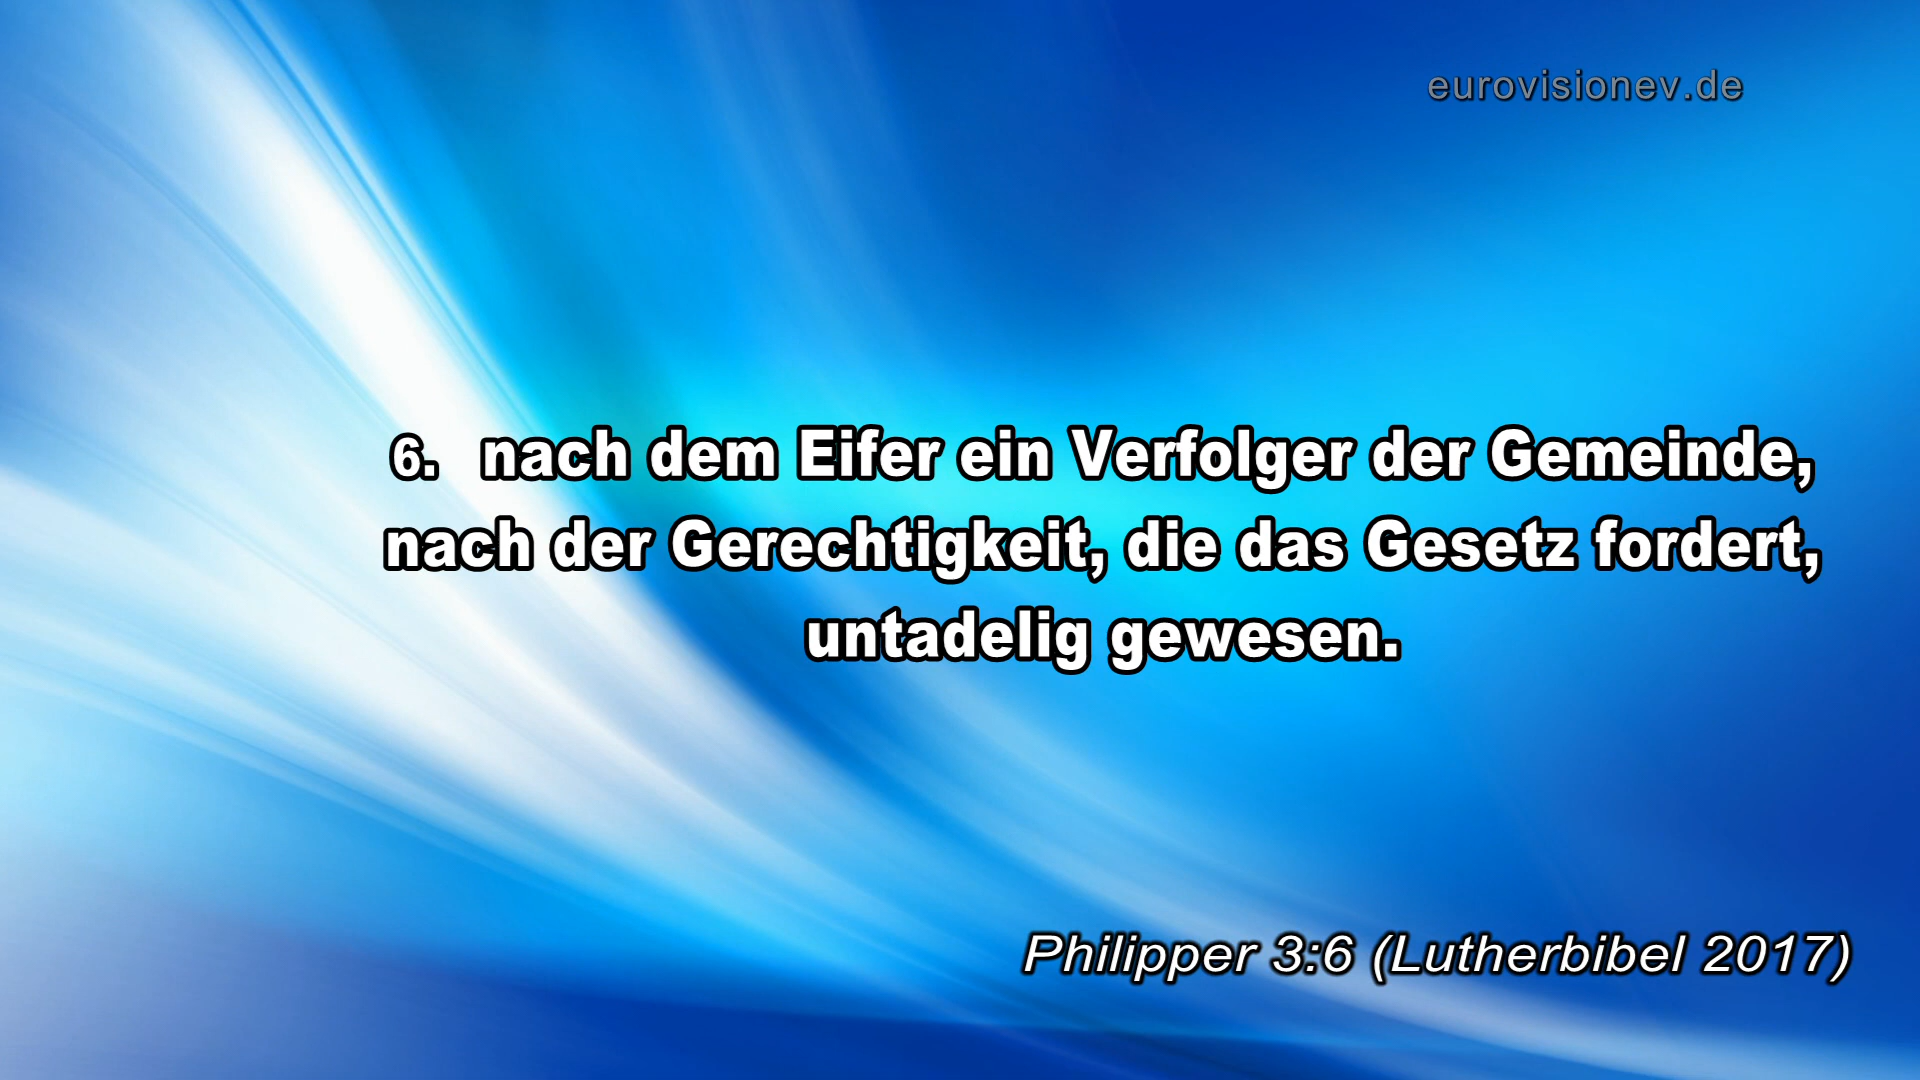 eurovisionev.de
6. nach dem Eifer ein Verfolger der Gemeinde,
nach der Gerechtigkeit, die das Gesetz fordert,
untadelig gewesen.
Philipper 3:6 (Lutherbibel 2017)